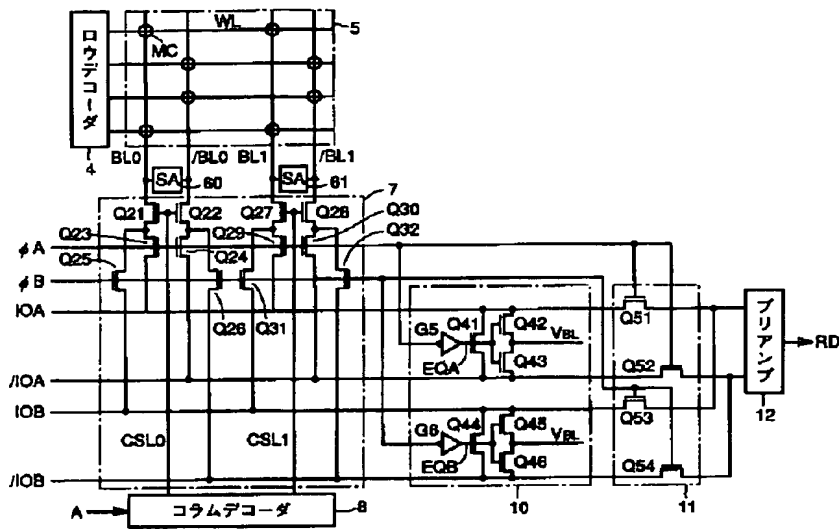 WL
5
MC
ロウデコーダ
4
BL0
/BL0
BL1
/BL1
SA
60
SA
61
7
Q21
Q22
Q27
Q28
Q30
Q23
Q29
Q32
φA
Q25
Q24
φB
Q26
Q31
IOA
G5
Q41
Q42
VBL
Q43
EQA
Q51
プリアンプ
RD
12
/IOA
Q52
IOB
Q53
CSL0
CSL1
G6
Q44
Q45
VBL
Q46
EQB
Q54
/IOB
10
11
A
コラムデコーダ
8